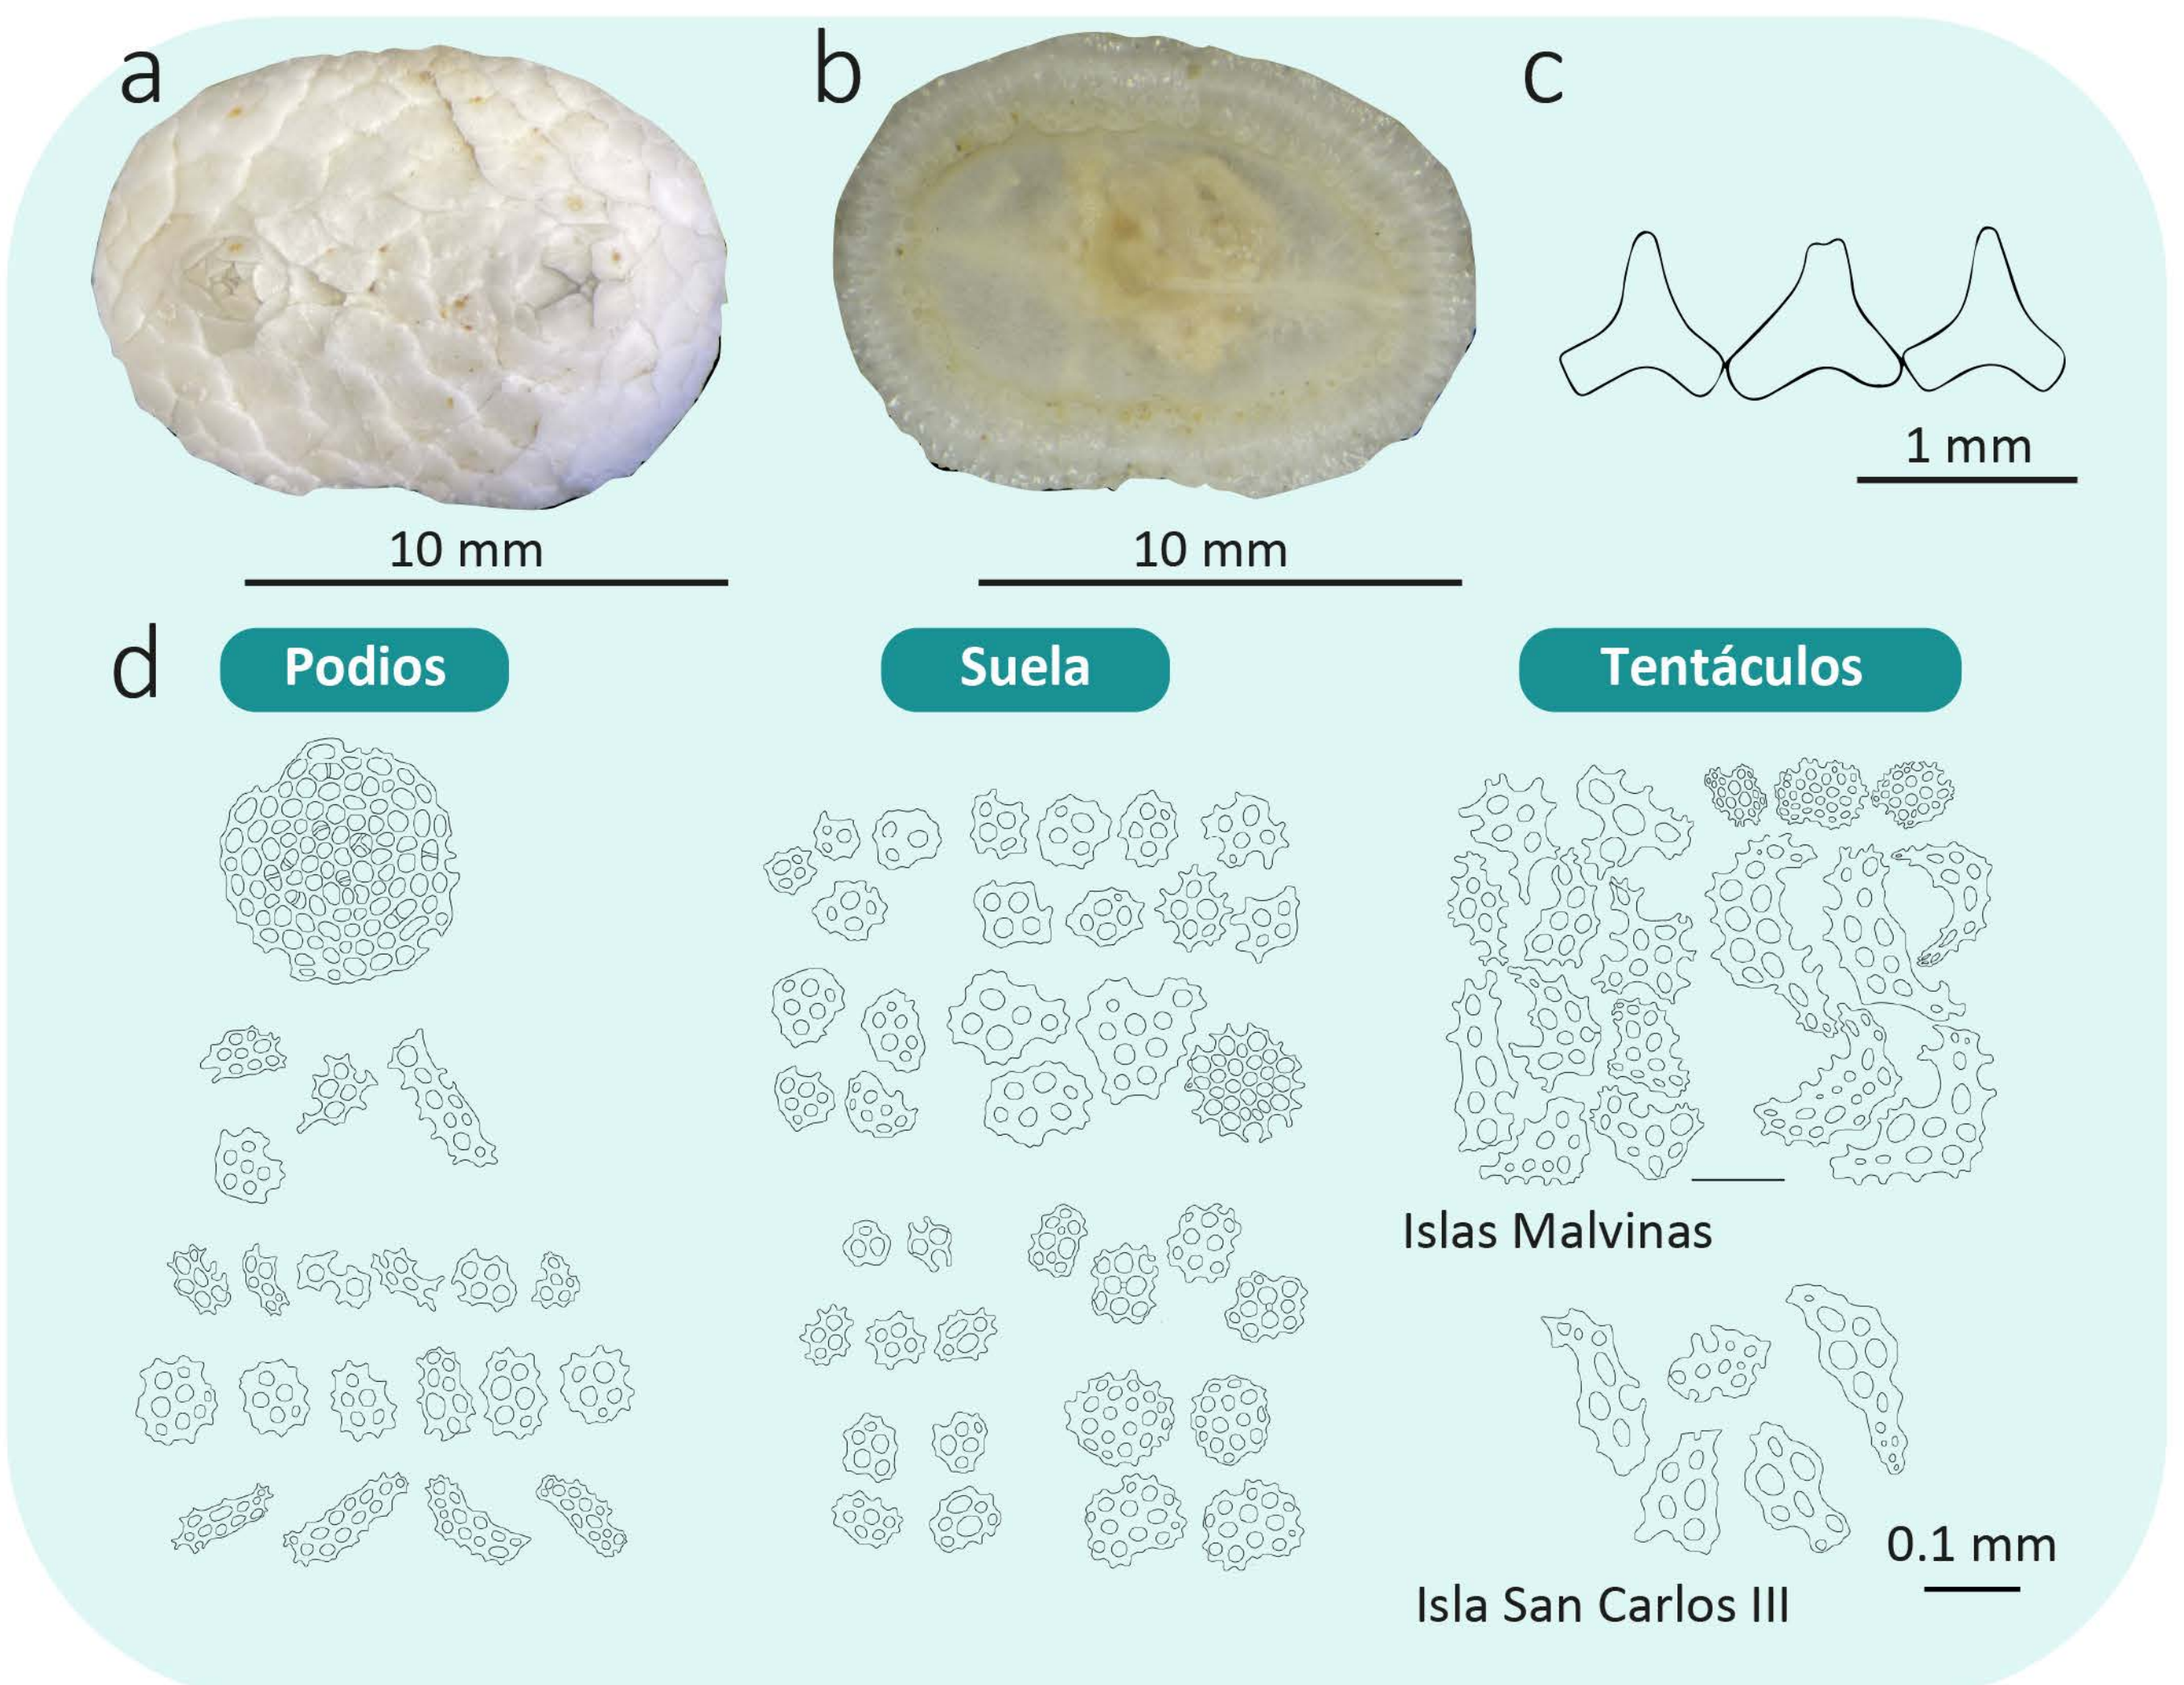 a
b
c
10 mm
10 mm
1 mm
d
Podios
Suela
Tentáculos
Islas Malvinas
0.1 mm
Isla San Carlos III